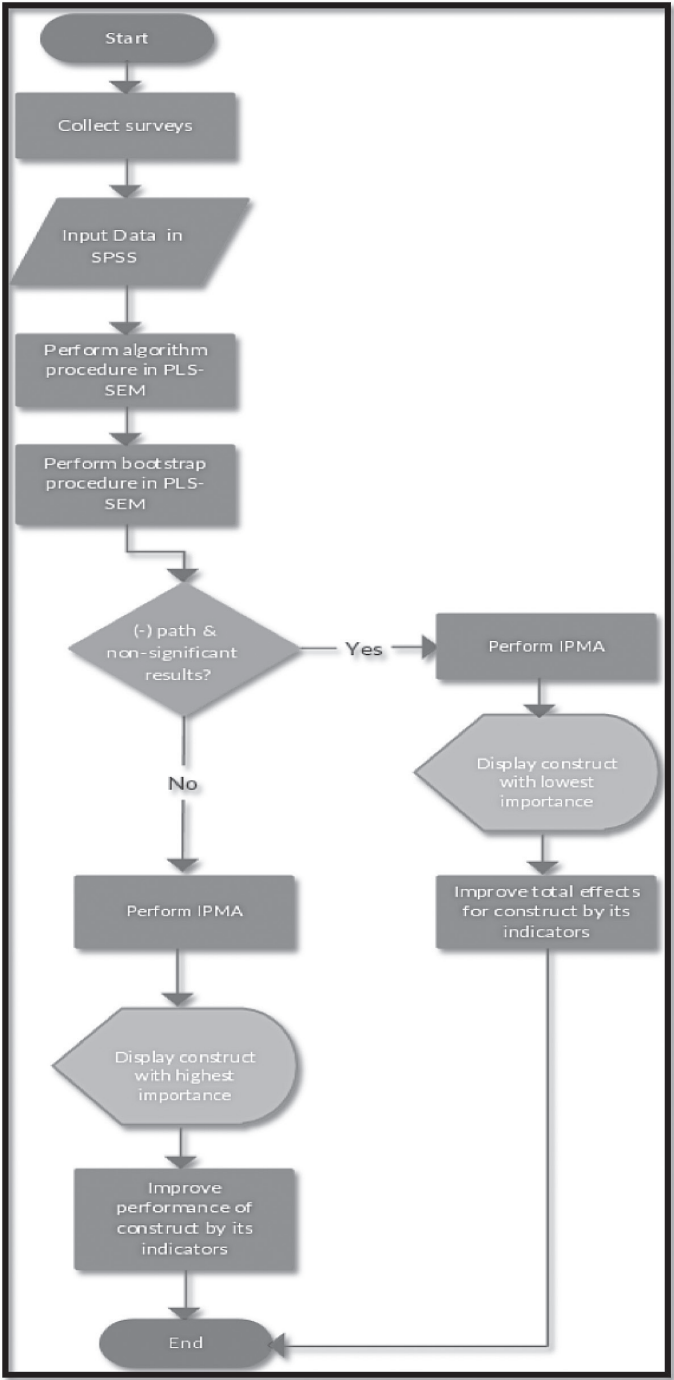 Start
Collect surveys
Input Data in
SPSS
Perform algorithm
procedure in PLS-
SEM
Perform bootstrap
procedure in PLS-
SEM
(-) path &
non-significant
results?
Yes
Perform IPMA
Display construct
with lowest
importance
Improve total effects
for construct by its
indicators
No
Perform IPMA
Display construct
with highest
importance
Improve
performance of
construct by its
indicators
End